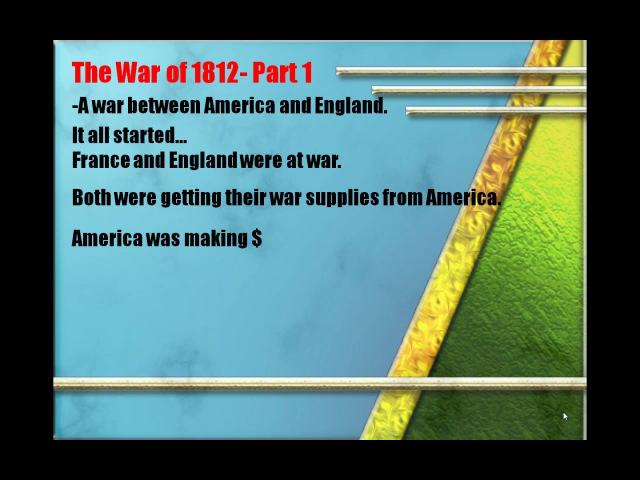 The War of 1812- Part 1
-A war between America and England.
It all started...
France and England were at war.
Both were getting their war supplies from America.
America was making $